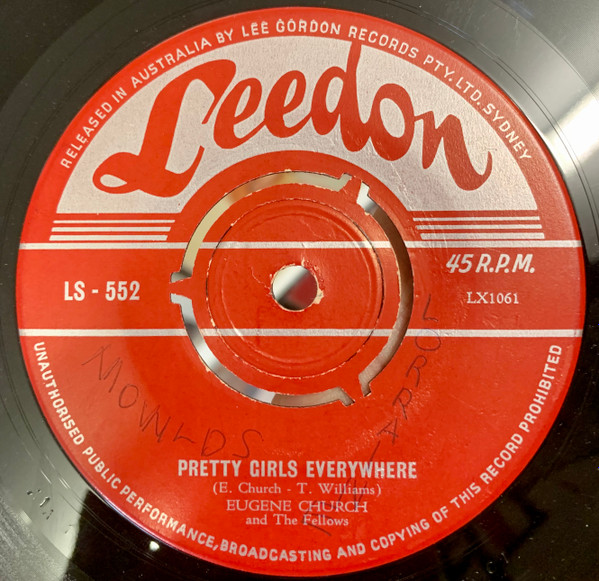 RELEASED IN AUSTRALIA BY LEE GORDON RECORDS PTY. LTD. SYDNEY
Leedon
45 R.P.M.
LS - 552
LX1061
MOWLDS
PRETTY GIRLS EVERYWHERE
(E. Church - T. Williams)
EUGENE CHURCH
and The Fellows
UNAUTHORISED PUBLIC PERFORMANCE, BROADCASTING AND COPYING OF THIS RECORD PROHIBITED